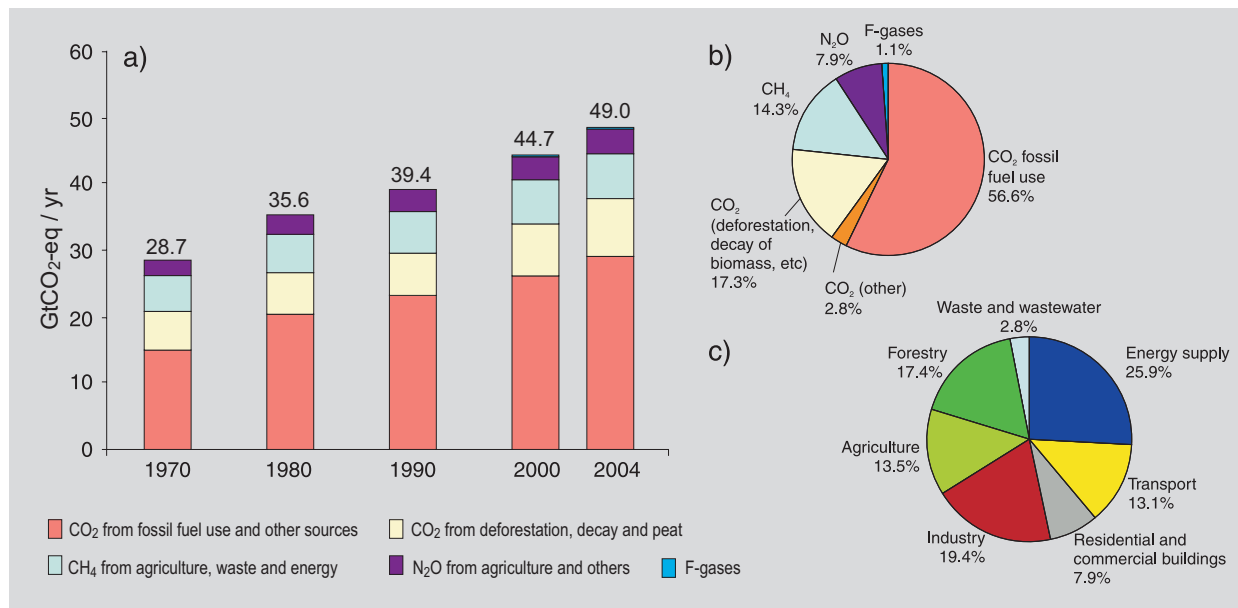 a)
60
50
40
30
20
10
0
GtCO₂-eq / yr
28.7
35.6
39.4
44.7
49.0
1970
1980
1990
2000
2004
CO₂ from fossil fuel use and other sources
CO₂ from deforestation, decay and peat
CH₄ from agriculture, waste and energy
N₂O from agriculture and others
F-gases
b)
F-gases
1.1%
N₂O
7.9%
CH₄
14.3%
CO₂ fossil
fuel use
56.6%
CO₂
(deforestation,
decay of
biomass, etc)
17.3%
CO₂ (other)
2.8%
c)
Waste and wastewater
2.8%
Forestry
17.4%
Energy supply
25.9%
Agriculture
13.5%
Transport
13.1%
Industry
19.4%
Residential and
commercial buildings
7.9%